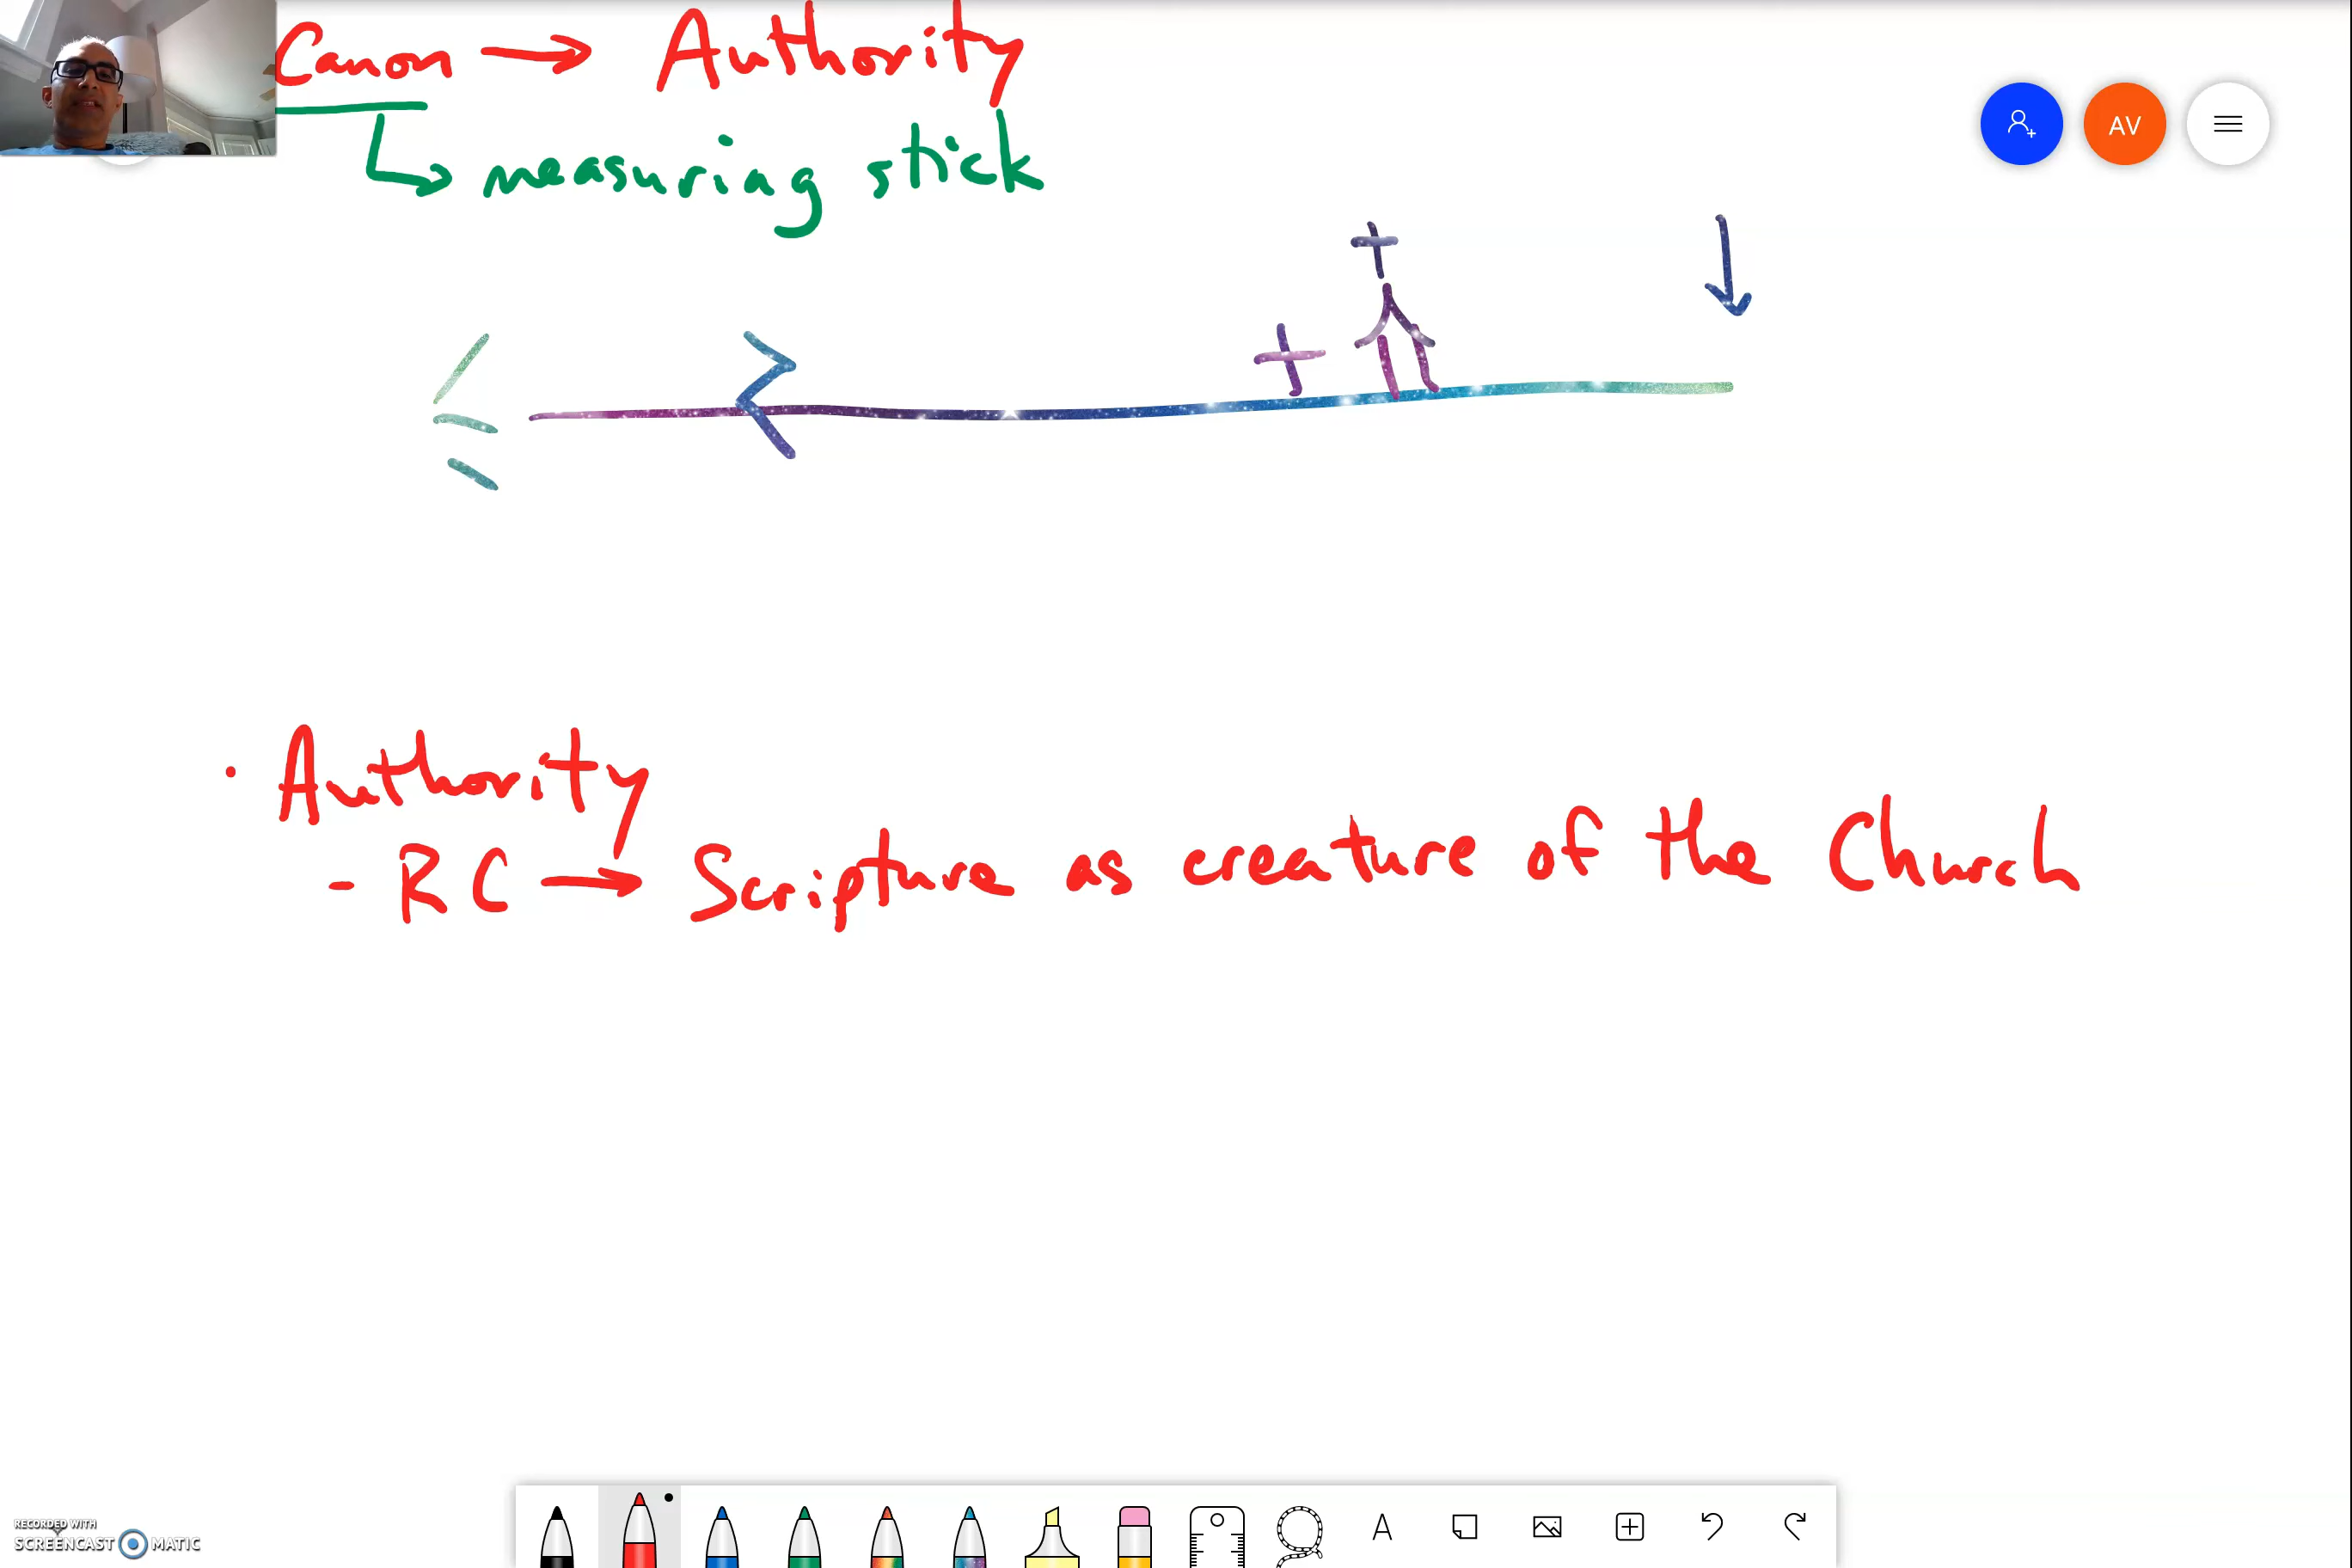 Canon → Authority
measuring stick
AV
· Authority
- RC → Scripture as creature of the Church
RECORDED WITH
SCREENCAST MATIC